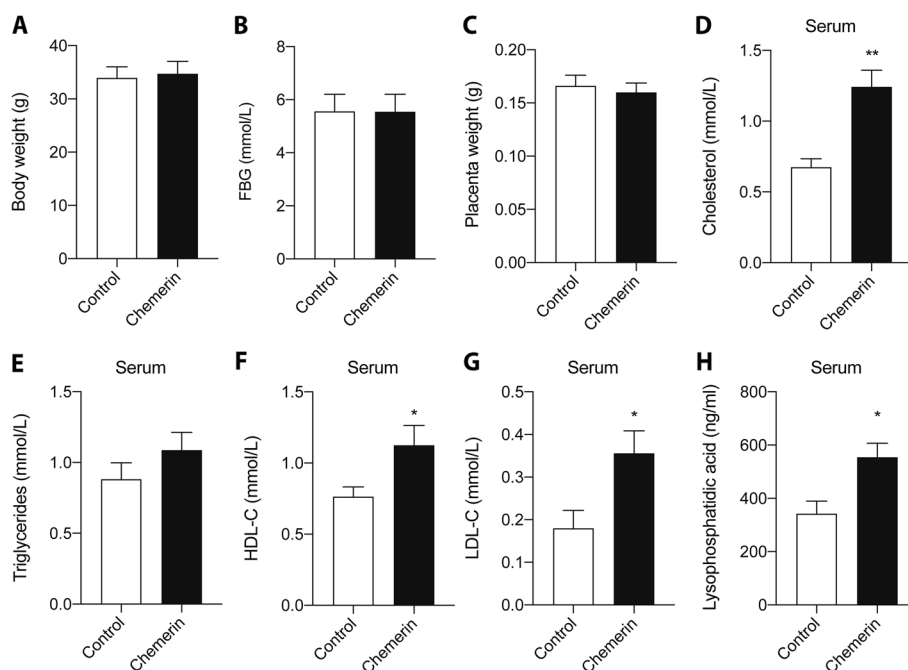 A
Body weight (g)
40
30
20
10
0
Control
Chemerin
B
FBG (mmol/L)
8
6
4
2
0
Control
Chemerin
C
Placenta weight (g)
0.20
0.15
0.10
0.05
0.00
Control
Chemerin
D
Serum
Cholesterol (mmol/L)
1.5
1.0
0.5
0.0
**
Control
Chemerin
E
Serum
Triglycerides (mmol/L)
1.5
1.0
0.5
0.0
Control
Chemerin
F
Serum
HDL-C (mmol/L)
1.5
1.0
0.5
0.0
*
Control
Chemerin
G
Serum
LDL-C (mmol/L)
0.5
0.4
0.3
0.2
0.1
0.0
*
Control
Chemerin
H
Serum
Lysophosphatidic acid (ng/ml)
800
600
400
200
0
*
Control
Chemerin